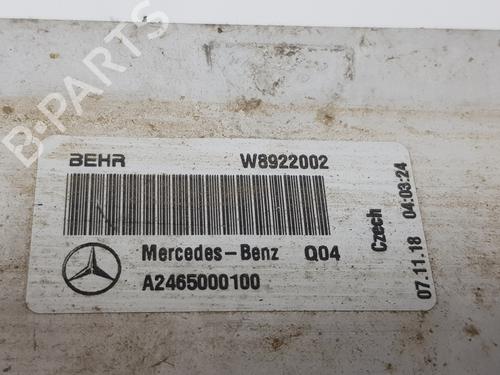 B-PARTS
BEHR W8922002
Mercedes-Benz Q04
A2465000100
Czech
07.11.18 04:03:24